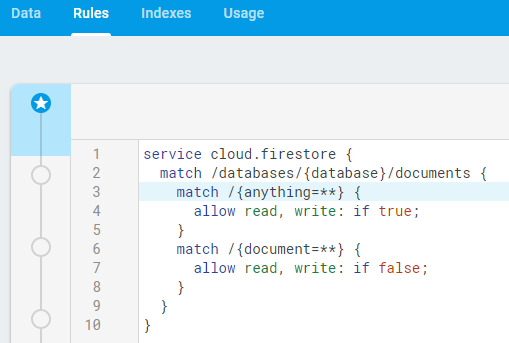 Data Rules Indexes Usage
1 service cloud.firestore {
2   match /databases/{database}/documents {
3     match /{anything=**} {
4       allow read, write: if true;
5     }
6     match /{document=**} {
7       allow read, write: if false;
8     }
9   }
10 }